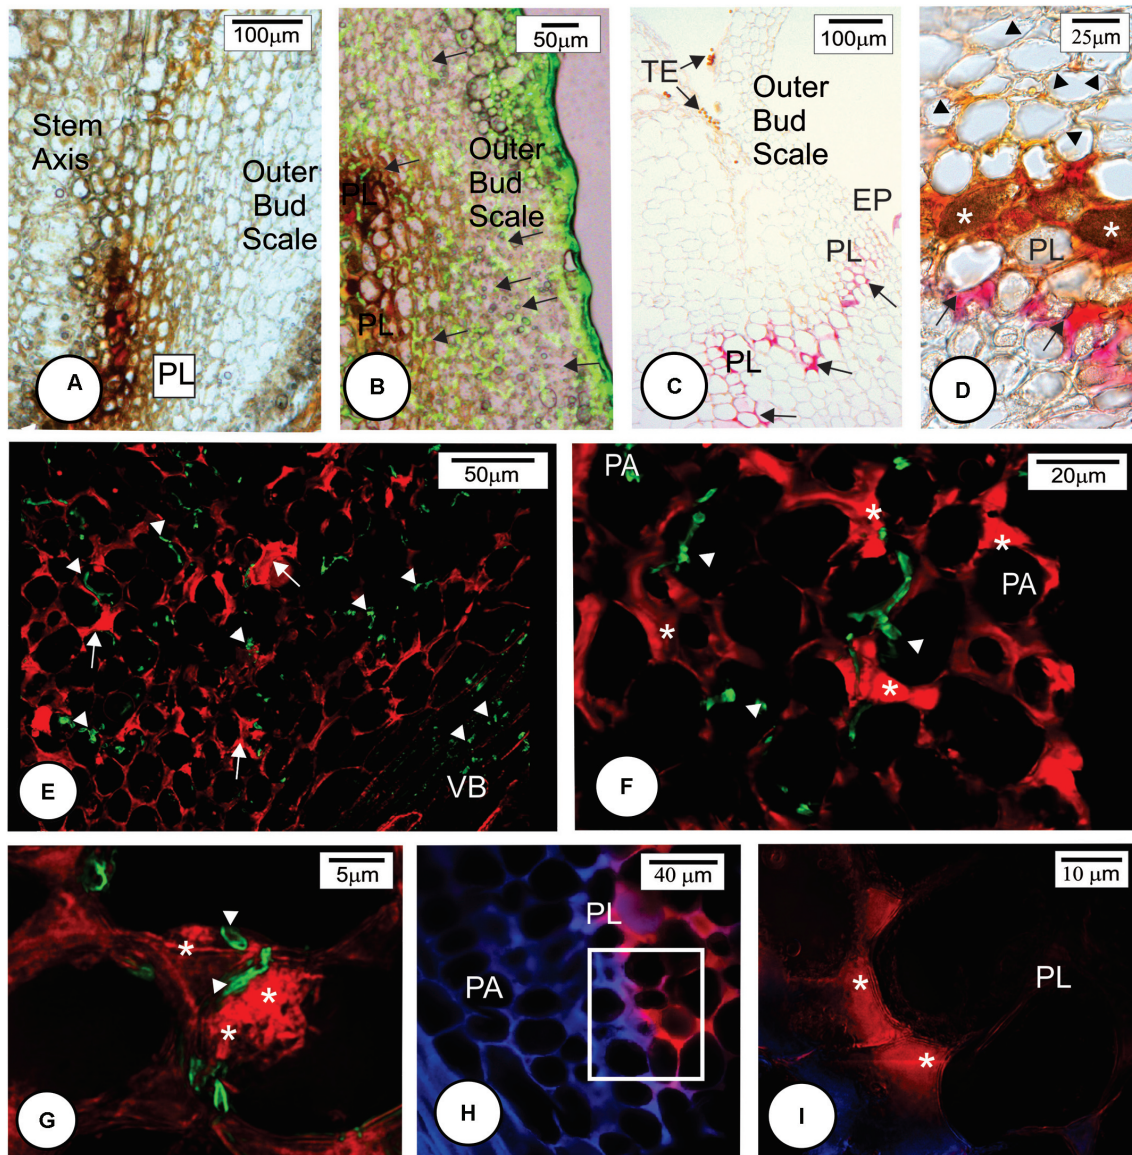 100μm
Stem
Axis
Outer
Bud
Scale
PL
A
50μm
Outer
Bud
Scale
PL
PL
B
100μm
TE
Outer
Bud
Scale
EP
PL
PL
C
25μm
*
*
PL
D
50μm
VB
E
PA
20μm
*
*
PA
*
*
F
5μm
*
*
*
G
40 μm
PL
PA
H
10 μm
PL
*
*
I